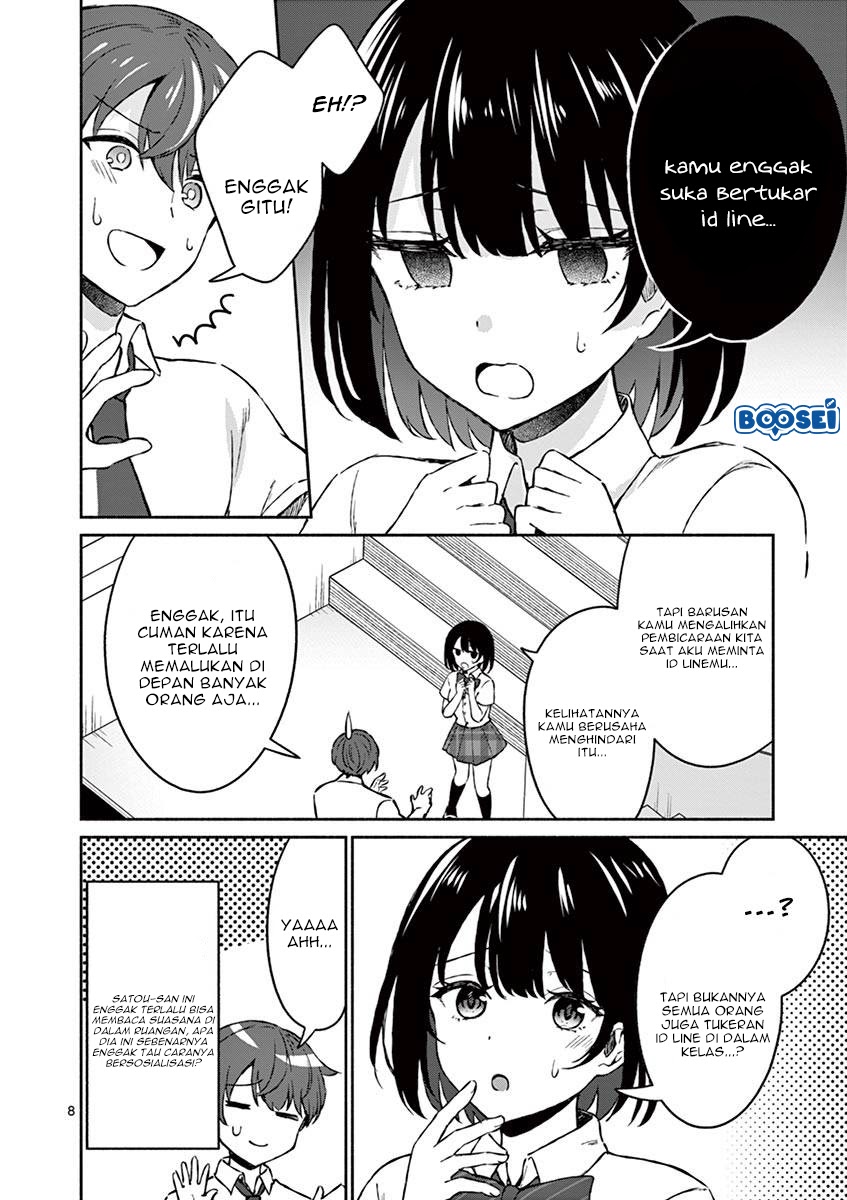 kamu enggak
suka bertukar
id line...
EH!?
ENGGAK
GITU!
BOOSEI
TAPI BARUSAN
KAMU MENGALIHKAN
PEMBICARAAN KITA
SAAT AKU MEMINTA
ID LINEMU...
KELIHATANNYA
KAMU BERUSAHA
MENGHINDARI
ITU...
ENGGAK, ITU
CUMAN KARENA
TERLALU
MEMALUKAN DI
DEPAN BANYAK
ORANG AJA...
....?
TAPI BUKANNYA
SEMUA ORANG
JUGA TUKERAN
ID LINE DI DALAM
KELAS...?
YAAAA
AHH...
SATOU-SAN INI
ENGGAK TERLALU BISA
MEMBACA SUASANA DI
DALAM RUANGAN, APA
DIA INI SEBENARNYA
ENGGAK TAU CARANYA
BERSOSIALISASI?
8